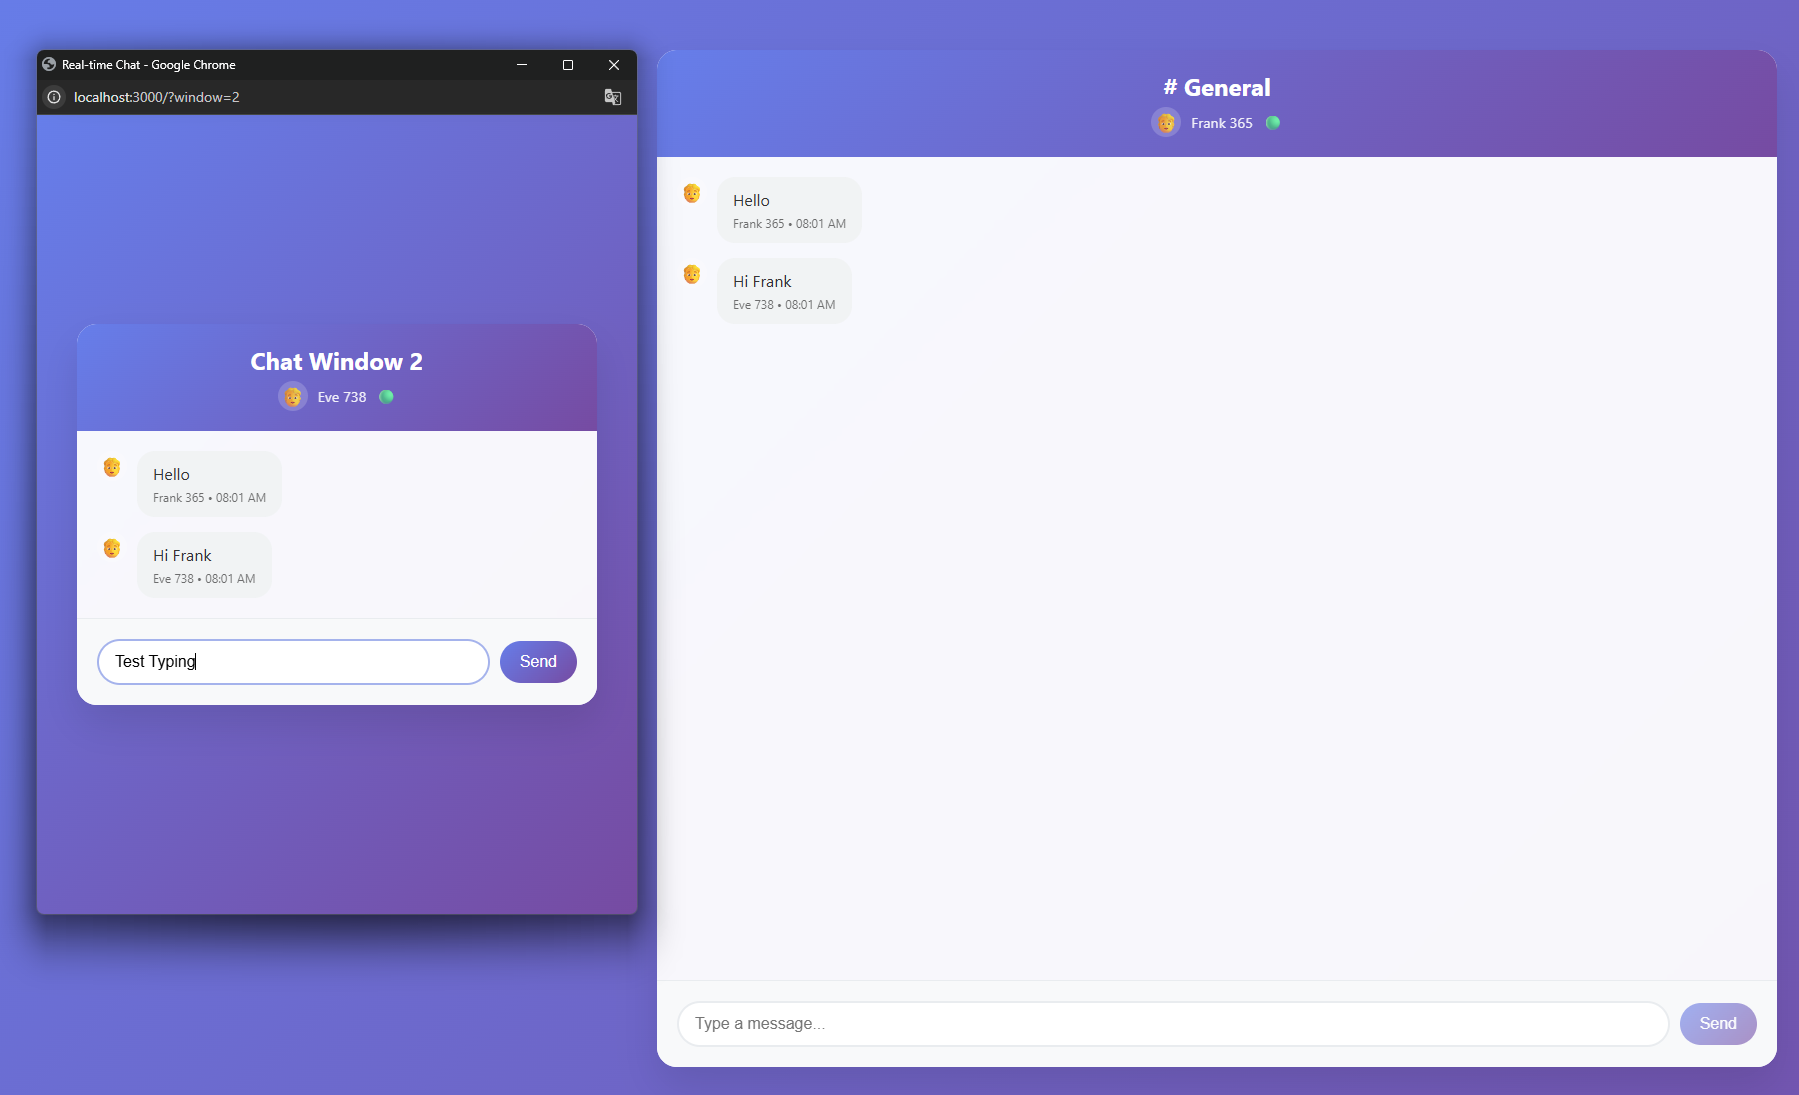 Real-time Chat - Google Chrome
localhost:3000/?window=2
Chat Window 2
Eve 738
Hello
Frank 365 • 08:01 AM
Hi Frank
Eve 738 • 08:01 AM
Test Typing
Send
# General
Frank 365
Hello
Frank 365 • 08:01 AM
Hi Frank
Eve 738 • 08:01 AM
Type a message...
Send